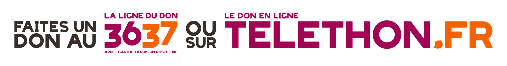 FAITES UN
DON AU
LA LIGNE DU DON
3637
OU
SUR
LE DON EN LIGNE
TELETHON.FR